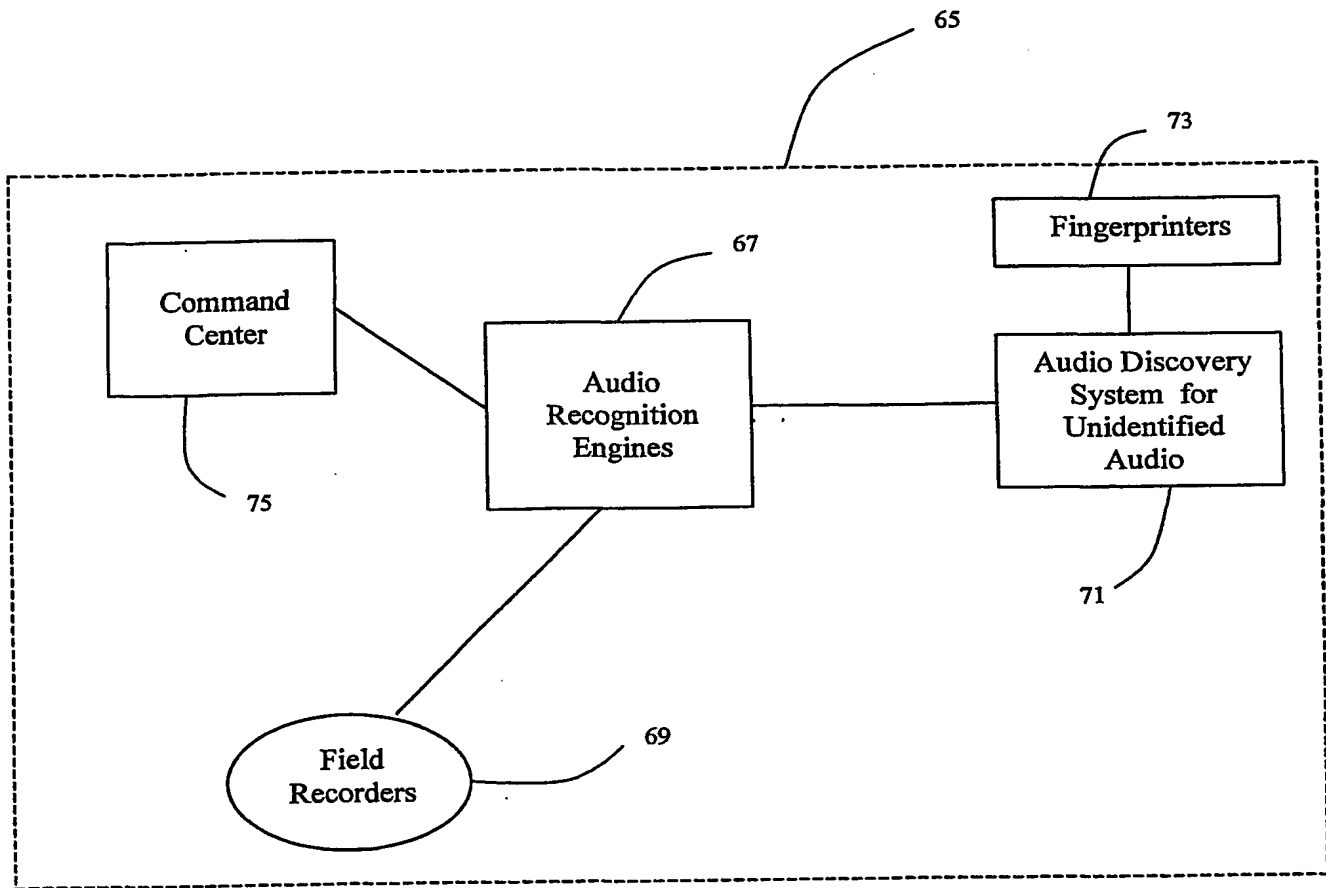 65
73
Fingerprinters
67
Command
Center
Audio
Recognition
Engines
Audio Discovery
System for
Unidentified
Audio
75
71
69
Field
Recorders